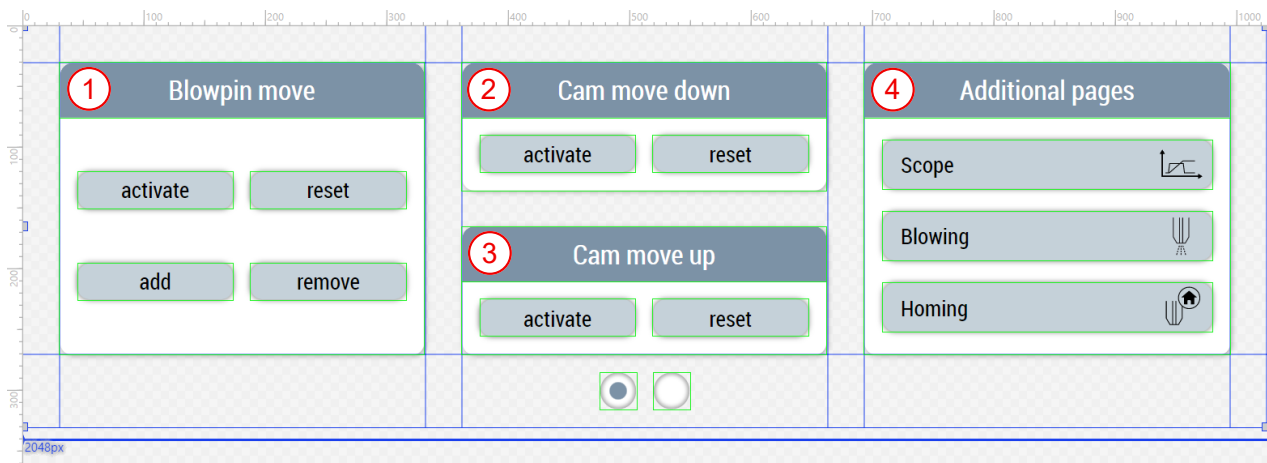 0 100 200 300 400 500 600 700 800 900 1000
0
100
200
300
1 Blowpin move
activate reset
add remove
2 Cam move down
activate reset
3 Cam move up
activate reset
4 Additional pages
Scope
Blowing
Homing
2048px